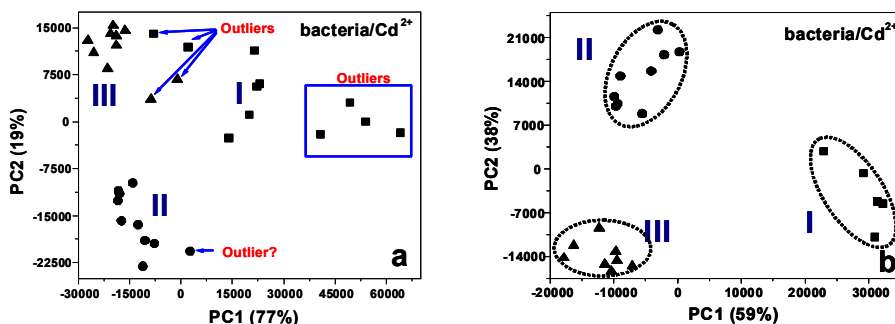 bacteria/Cd2+
Outliers
III
I
Outliers
II
Outlier?
a
PC2 (19%)
15000
7500
0
-7500
-15000
-22500
-30000 -15000 0 15000 30000 45000 60000
PC1 (77%)
bacteria/Cd2+
II
III
I
b
PC2 (38%)
21000
14000
7000
0
-7000
-14000
-20000 -10000 0 10000 20000 30000
PC1 (59%)